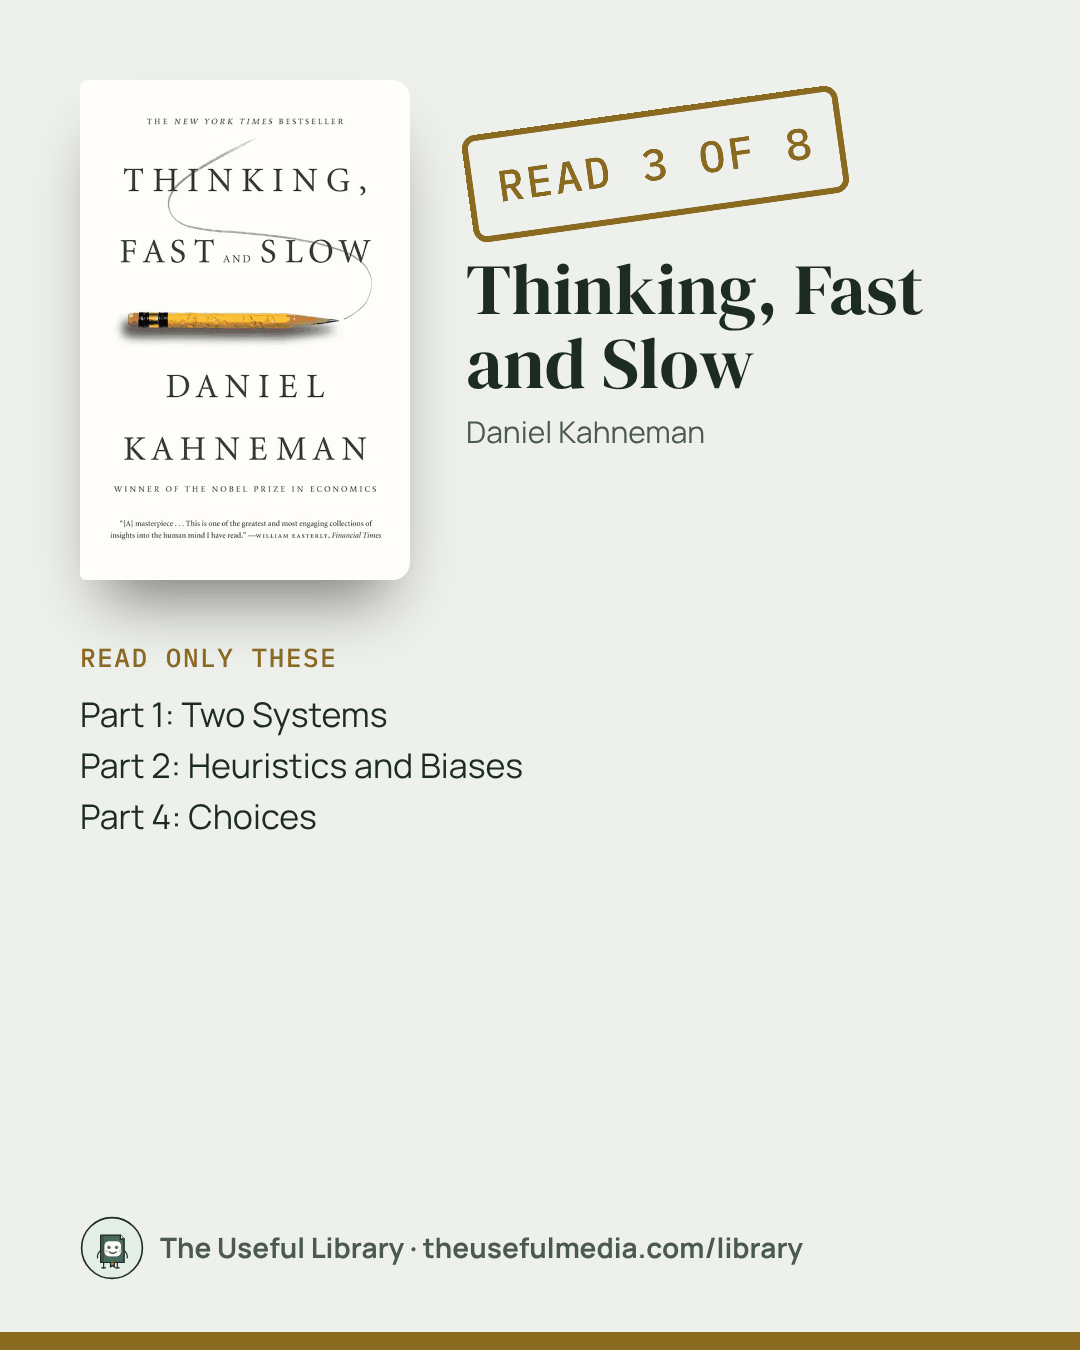 THE NEW YORK TIMES BESTSELLER
THINKING,
FAST AND SLOW
DANIEL
KAHNEMAN
WINNER OF THE NOBEL PRIZE IN ECONOMICS
"[A] masperpiece . . . This is one of the greatest and most engaging collections of
insights into the human mind I have read." —WILLIAM EASTERLY, Financial Times
READ 3 OF 8
Thinking, Fast
and Slow
Daniel Kahneman
READ ONLY THESE
Part 1: Two Systems
Part 2: Heuristics and Biases
Part 4: Choices
The Useful Library · theusefulmedia.com/library